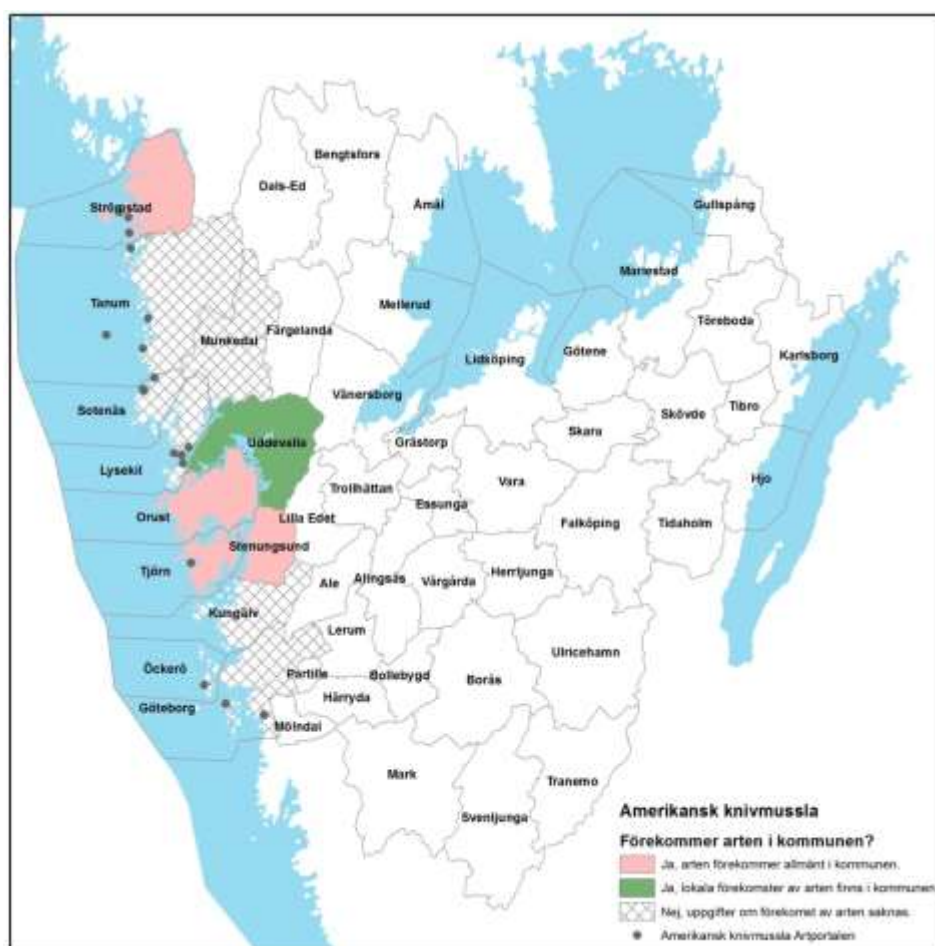 Bengtsfors
Dals-Ed
Åmål
Strömstad
Gullspång
Mariestad
Tanum
Mellerud
Töreboda
Munkedal
Färgelanda
Götene
Karlsborg
Lidköping
Vänersborg
Sotenäs
Tibro
Skövde
Skara
Uddevalla
Grästorp
Lysekil
Vara
Hjo
Trollhättan
Essunga
Orust
Lilla Edet
Falköping
Tidaholm
Stenungsund
Tjörn
Ale
Alingsås
Vårgårda
Herrljunga
Kungälv
Lerum
Ulricehamn
Öckerö
Partille
Bollebygd
Borås
Härryda
Göteborg
Mölndal
Mark
Tranemo
Svenljunga
Amerikansk knivmussla
Förekommer arten i kommunen?
Ja, arten förekommer allmänt i kommunen.
Ja, lokala förekomster av arten finns i kommunen
Nej, uppgifter om förekomst av arten saknas.
Amerikansk knivmussla Artportalen